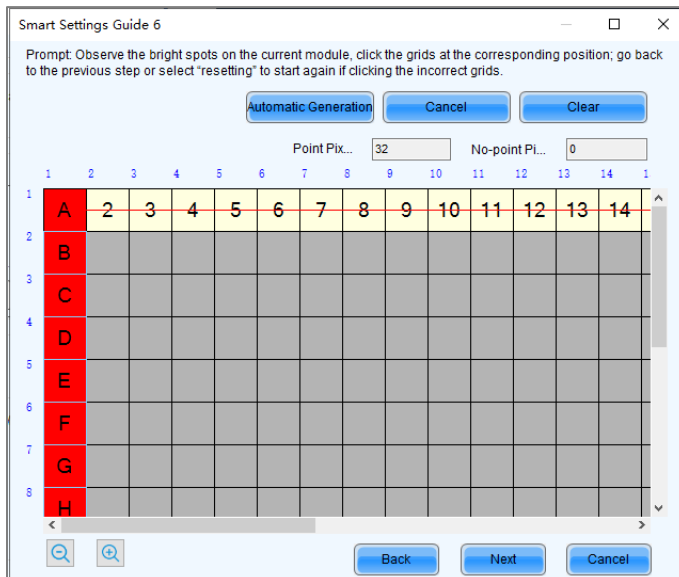 Smart Settings Guide 6
Prompt: Observe the bright spots on the current module, click the grids at the corresponding position; go back
to the previous step or select “resetting” to start again if clicking the incorrect grids.
Automatic Generation Cancel Clear
Point Pix... 32 No-point Pi... 0
1 2 3 4 5 6 7 8 9 10 11 12 13 14 1
1 A 2 3 4 5 6 7 8 9 10 11 12 13 14
2 B
3 C
4 D
5 E
6 F
7 G
8 H
Back Next Cancel